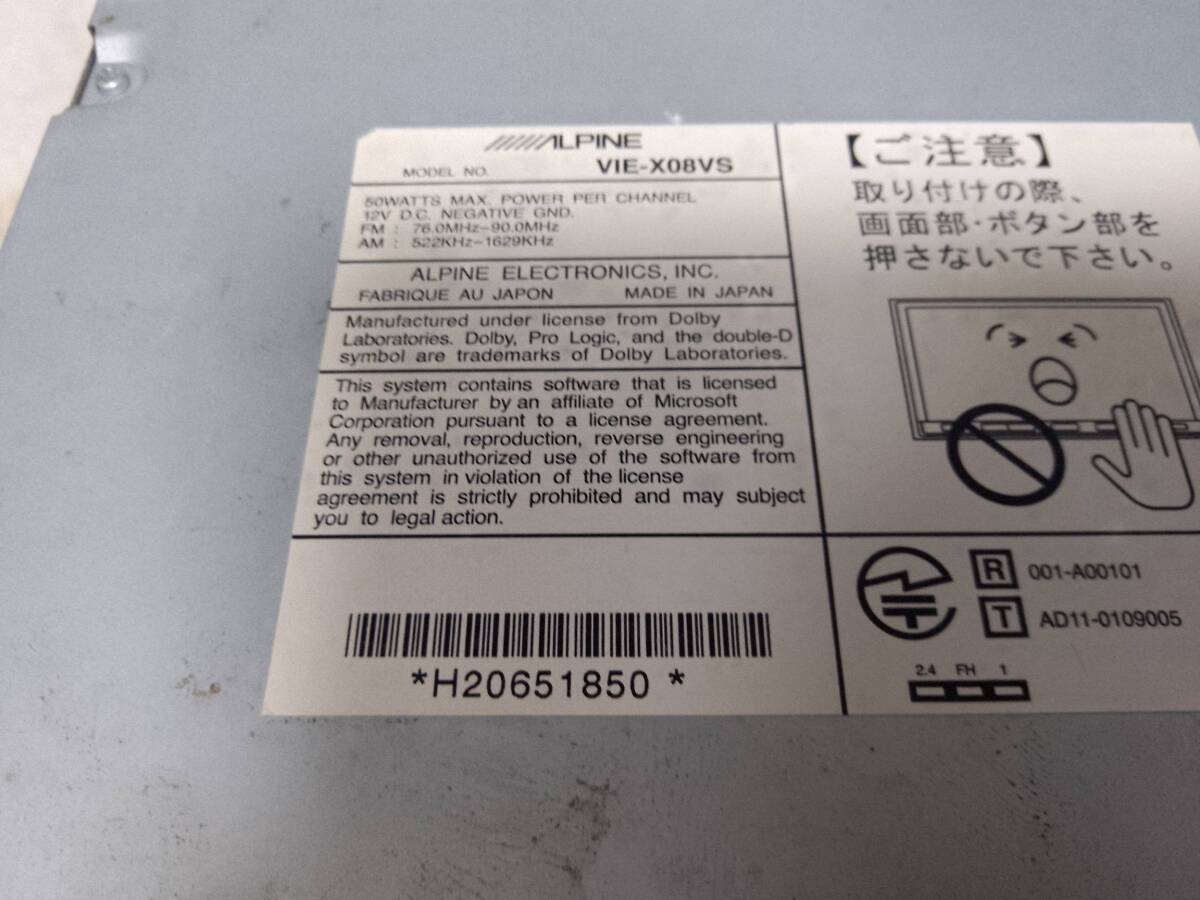 ALPINE
MODEL NO. VIE-X08VS
50WATTS MAX. POWER PER CHANNEL
12V D.C. NEGATIVE GND.
FM : 76.0MHz-90.0MHz
AM : 522KHz-1629KHz
ALPINE ELECTRONICS, INC.
FABRIQUE AU JAPON MADE IN JAPAN
Manufactured under license from Dolby
Laboratories. Dolby, Pro Logic, and the double-D
symbol are trademarks of Dolby Laboratories.
This system contains software that is licensed
to Manufacturer by an affiliate of Microsoft
Corporation pursuant to a license agreement.
Any removal, reproduction, reverse engineering
or other unauthorized use of the software from
this system in violation of the license
agreement is strictly prohibited and may subject
you to legal action.
*H20651850 *
【ご注意】
取り付けの際、
画面部・ボタン部を
押さないで下さい。
R 001-A00101
T AD11-0109005
2.4 FH 1